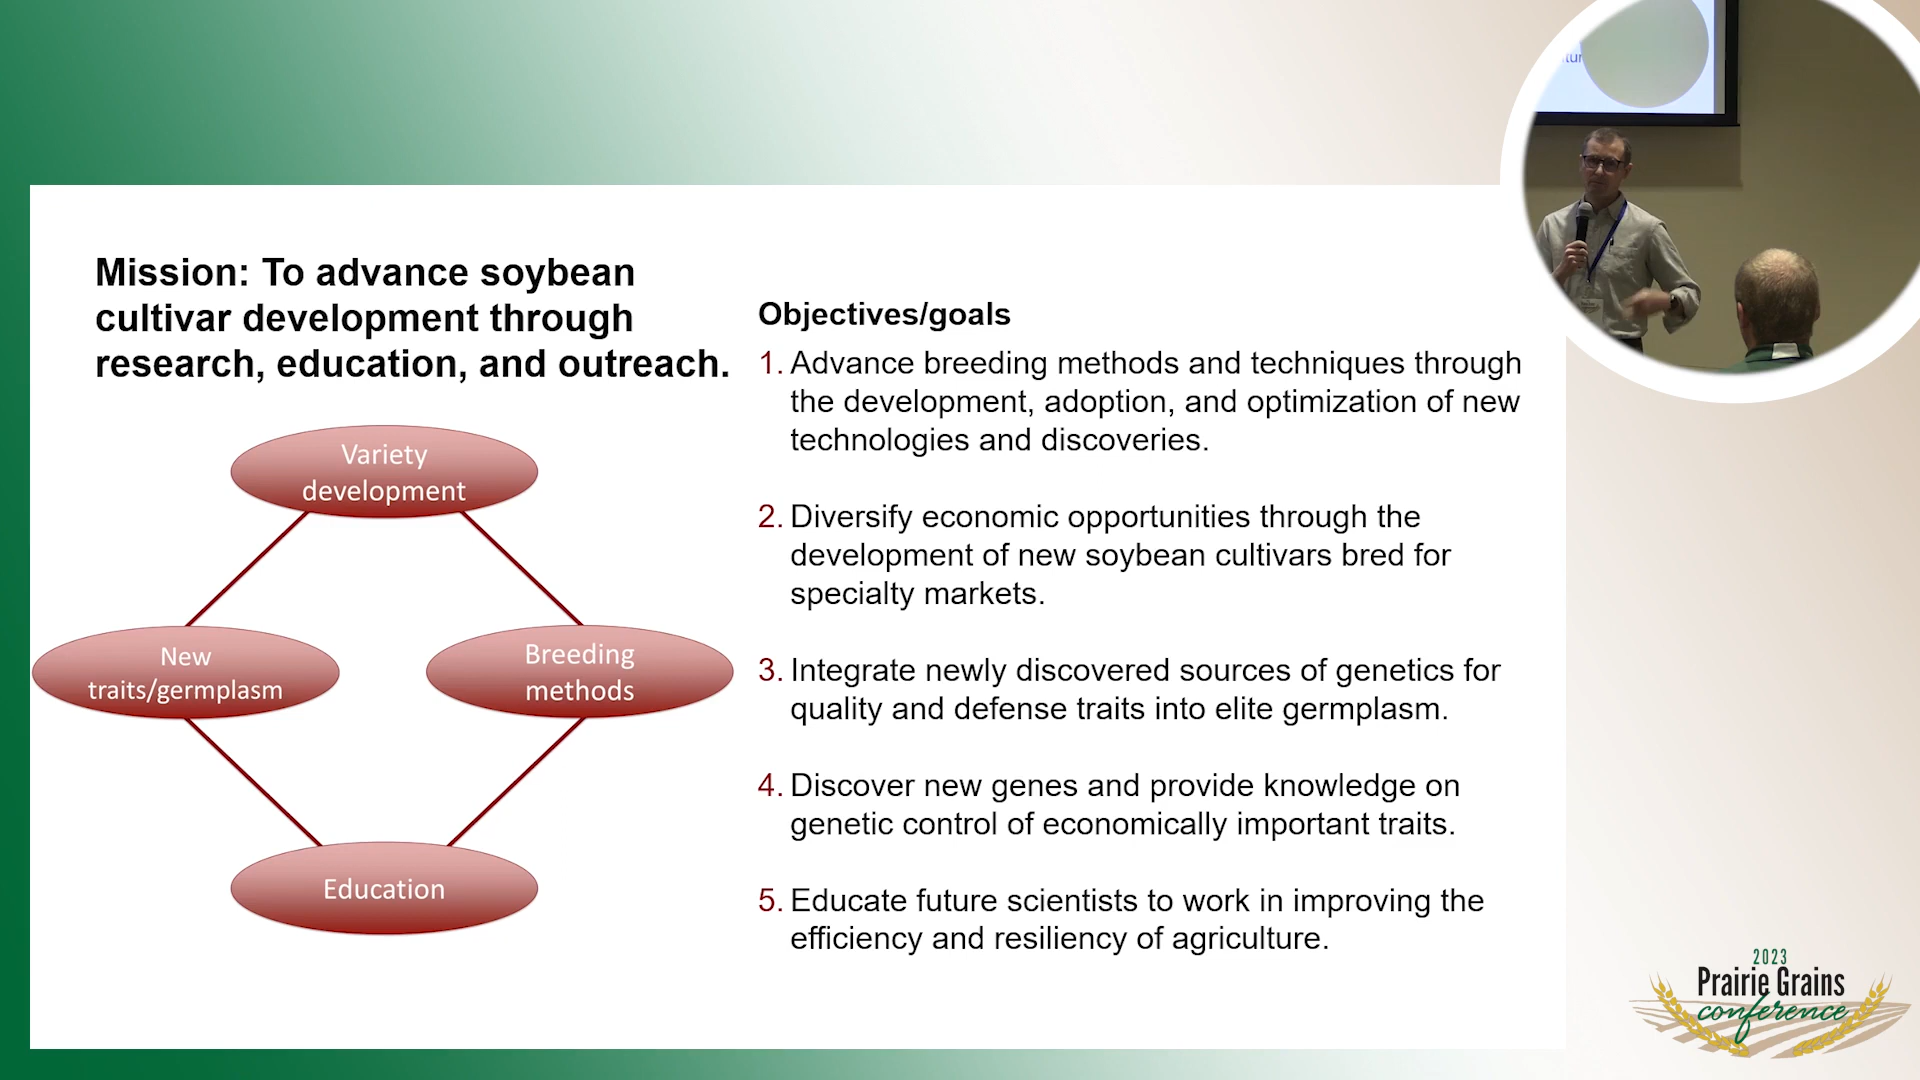 Mission: To advance soybean
cultivar development through
research, education, and outreach.
Variety
development
New
traits/germplasm
Breeding
methods
Education
Objectives/goals
1. Advance breeding methods and techniques through
the development, adoption, and optimization of new
technologies and discoveries.
2. Diversify economic opportunities through the
development of new soybean cultivars bred for
specialty markets.
3. Integrate newly discovered sources of genetics for
quality and defense traits into elite germplasm.
4. Discover new genes and provide knowledge on
genetic control of economically important traits.
5. Educate future scientists to work in improving the
efficiency and resiliency of agriculture.
2023
Prairie Grains
conference